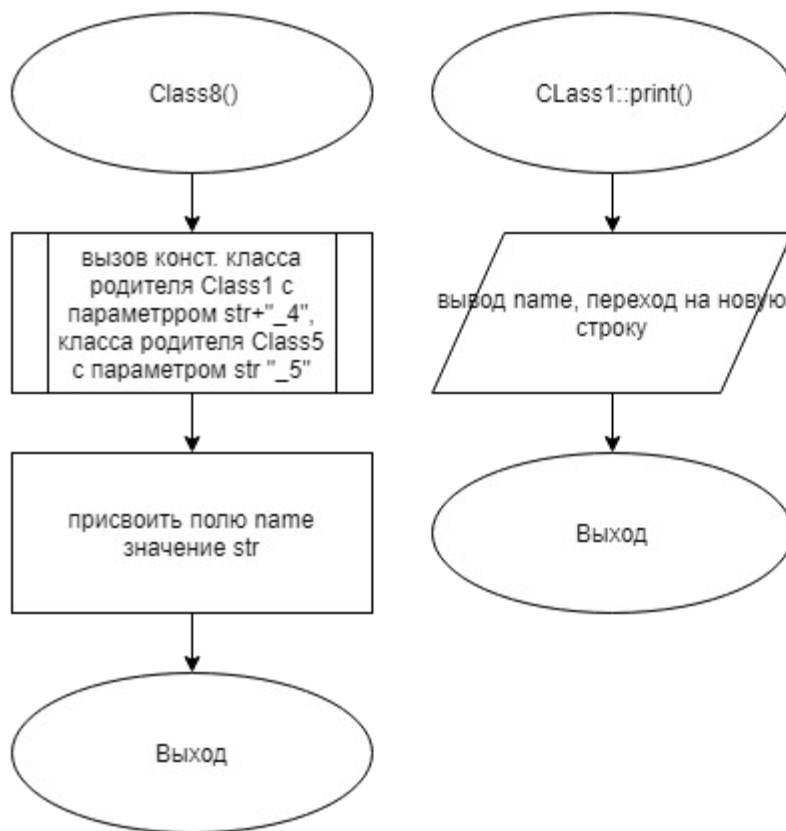 Class8()
вызов конст. класса
родителя Class1 с
параметрром str+"_4",
класса родителя Class5
с параметром str "_5"
присвоить полю name
значение str
Выход
CLass1::print()
вывод name, переход на новую
строку
Выход